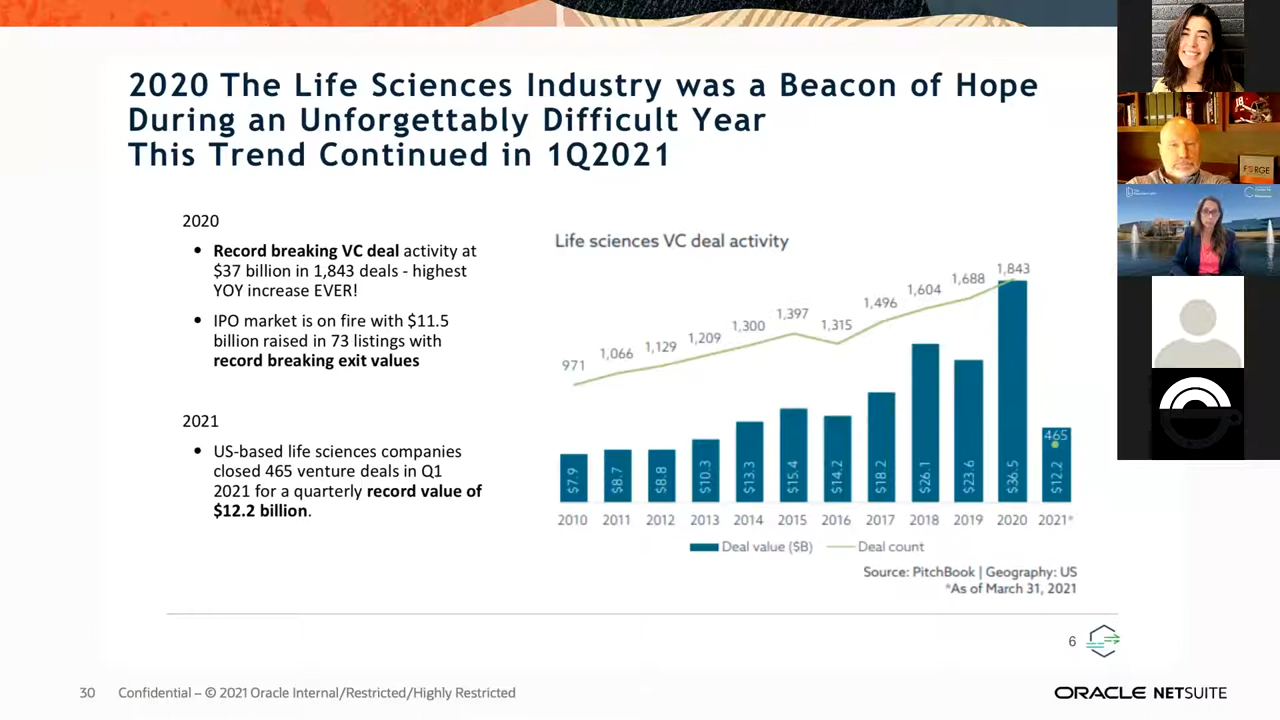 2020 The Life Sciences Industry was a Beacon of Hope
During an Unforgettably Difficult Year
This Trend Continued in 1Q2021
2020
• Record breaking VC deal activity at
$37 billion in 1,843 deals - highest
YOY increase EVER!
• IPO market is on fire with $11.5
billion raised in 73 listings with
record breaking exit values
2021
• US-based life sciences companies
closed 465 venture deals in Q1
2021 for a quarterly record value of
$12.2 billion.
Life sciences VC deal activity
971 1,066 1,129 1,209 1,300 1,397 1,315 1,496 1,604 1,688 1,843 465
$7.9 $8.7 $8.8 $10.3 $13.3 $15.4 $14.2 $18.2 $26.1 $23.6 $36.5 $12.2
2010 2011 2012 2013 2014 2015 2016 2017 2018 2019 2020 2021*
Deal value ($B) Deal count
Source: PitchBook | Geography: US
*As of March 31, 2021
6
30 Confidential – © 2021 Oracle Internal/Restricted/Highly Restricted
ORACLE NETSUITE
FORGE